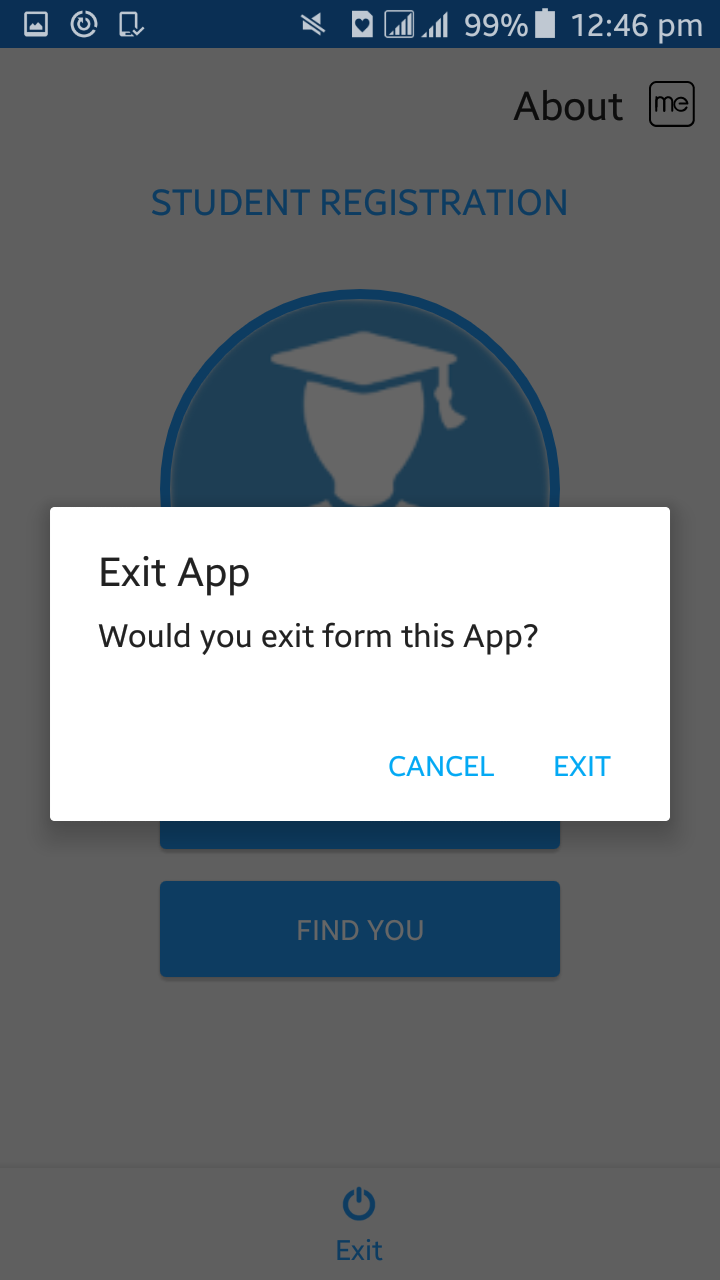 99% 12:46 pm
About me
STUDENT REGISTRATION
Exit App
Would you exit form this App?
CANCEL EXIT
FIND YOU
Exit